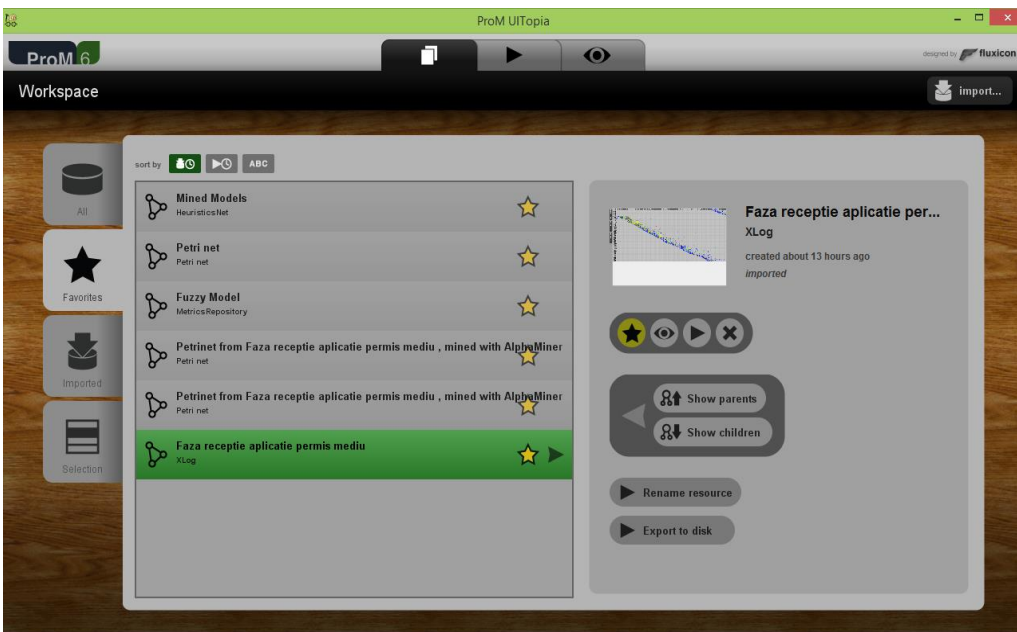 ProM UITopia
ProM 6
designed by fluxicon
Workspace
import...
sort by ABC
All
Favorites
Imported
Selection
Mined Models
HeuristicsNet
Petri net
Petri net
Fuzzy Model
MetricsRepository
Petrinet from Faza receptie aplicatie permis mediu , mined with AlphaMiner
Petri net
Petrinet from Faza receptie aplicatie permis mediu , mined with AlphaMiner
Petri net
Faza receptie aplicatie permis mediu
XLog
Faza receptie aplicatie per...
XLog
created about 13 hours ago
imported
Show parents
Show children
Rename resource
Export to disk